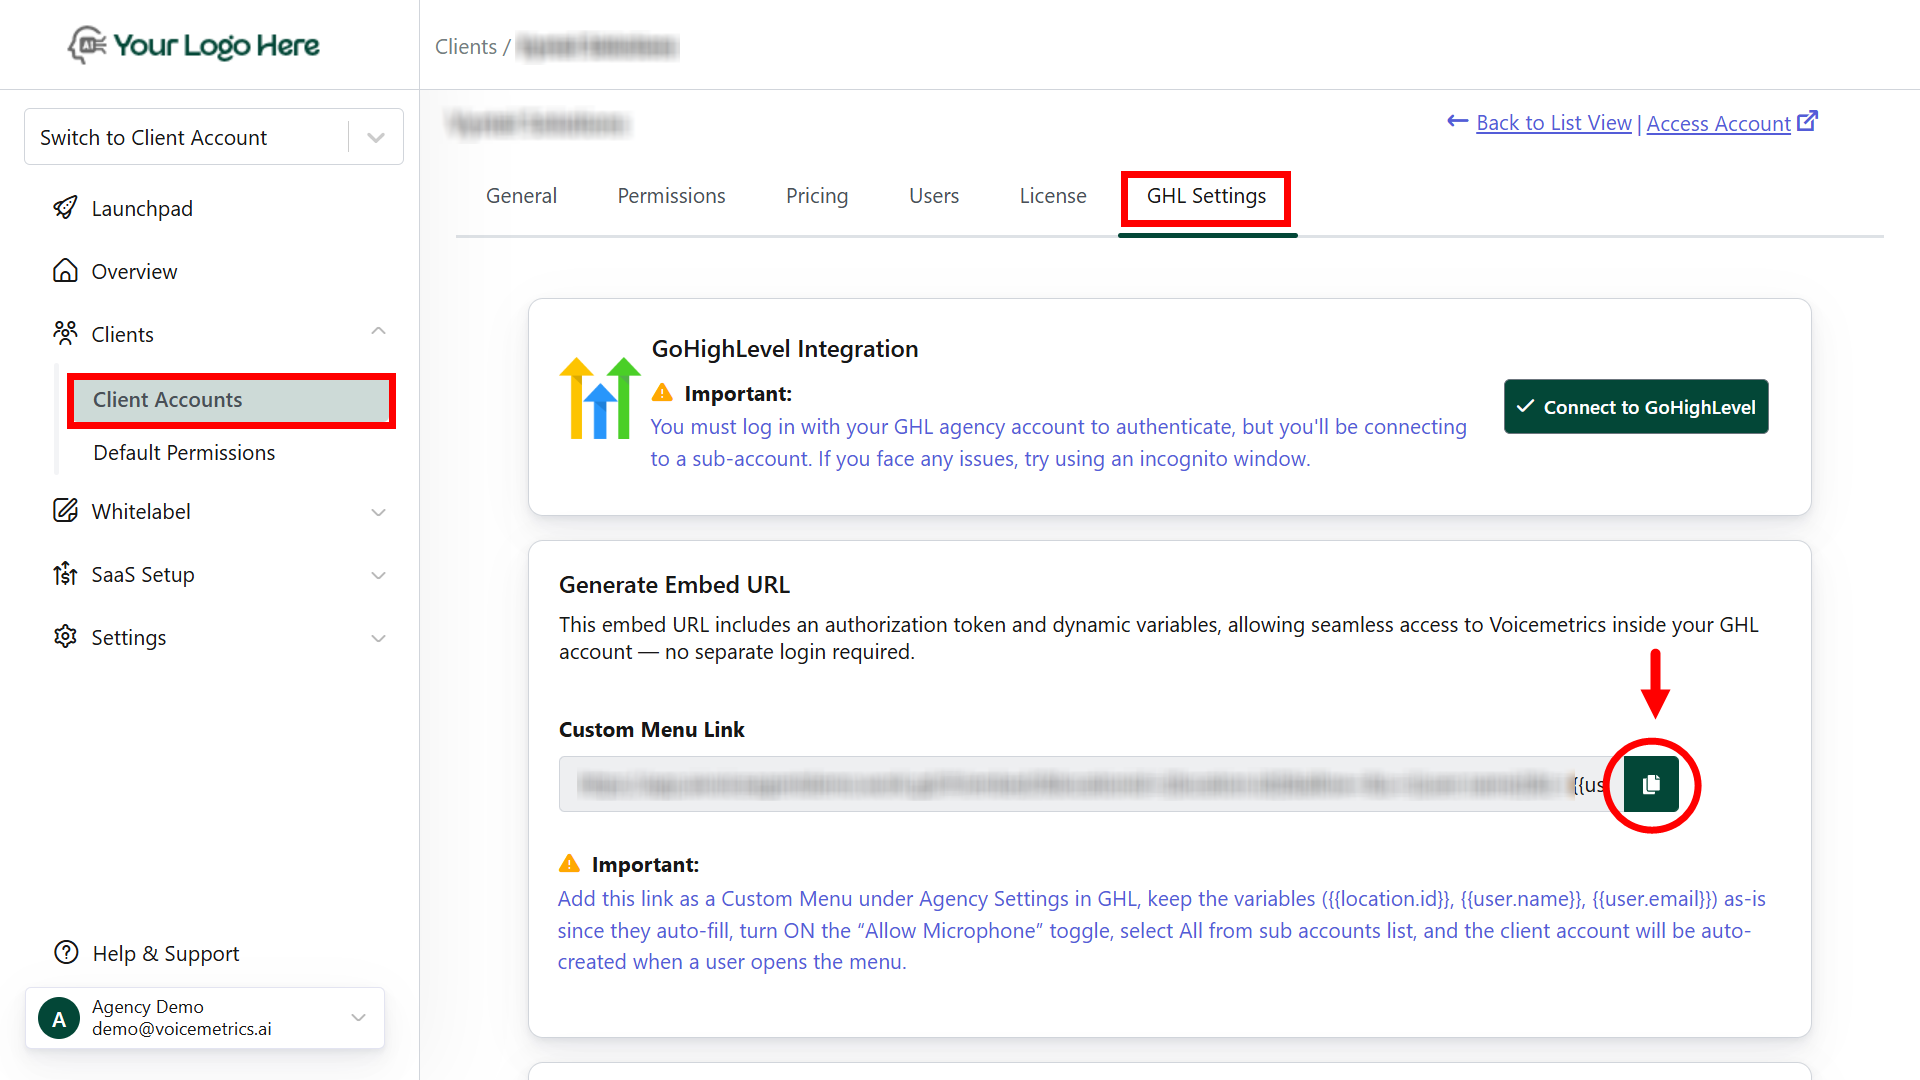 AI Your Logo Here
Clients /
Switch to Client Account
Back to List View | Access Account
General Permissions Pricing Users License GHL Settings
Launchpad
Overview
Clients
Client Accounts
Default Permissions
Whitelabel
SaaS Setup
Settings
GoHighLevel Integration
Important:
You must log in with your GHL agency account to authenticate, but you'll be connecting
to a sub-account. If you face any issues, try using an incognito window.
Connect to GoHighLevel
Generate Embed URL
This embed URL includes an authorization token and dynamic variables, allowing seamless access to Voicemetrics inside your GHL
account — no separate login required.
Custom Menu Link
{{us
Important:
Add this link as a Custom Menu under Agency Settings in GHL, keep the variables ({{location.id}}, {{user.name}}, {{user.email}}) as-is
since they auto-fill, turn ON the “Allow Microphone” toggle, select All from sub accounts list, and the client account will be auto-
created when a user opens the menu.
Help & Support
A
Agency Demo
demo@voicemetrics.ai